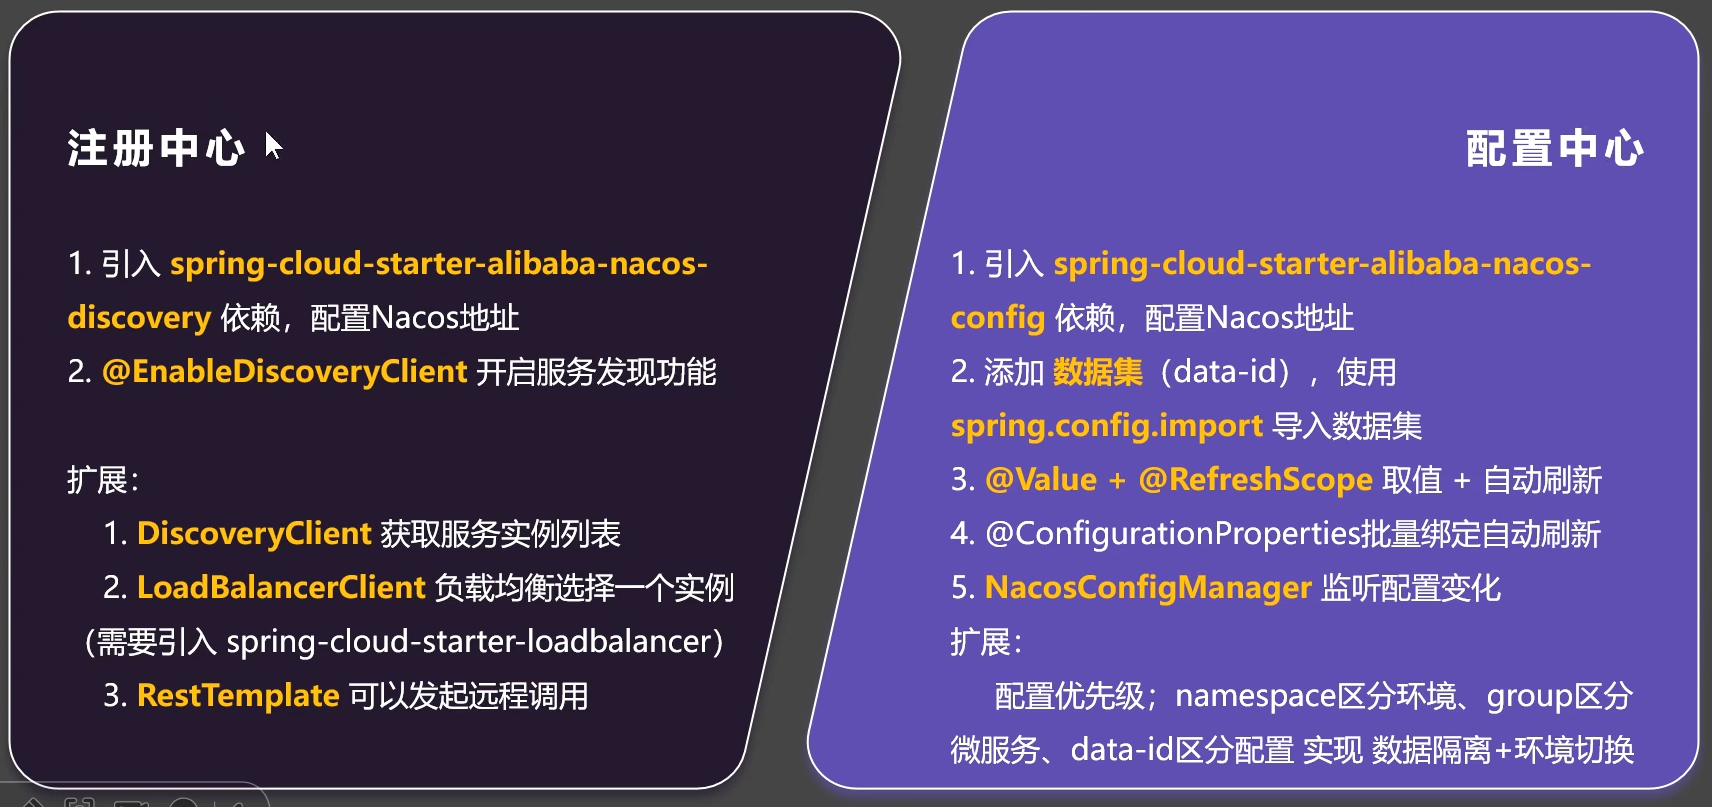 注册中心
1. 引入 spring-cloud-starter-alibaba-nacos-
discovery 依赖，配置Nacos地址
2. @EnableDiscoveryClient 开启服务发现功能
扩展：
1. DiscoveryClient 获取服务实例列表
2. LoadBalancerClient 负载均衡选择一个实例
（需要引入 spring-cloud-starter-loadbalancer）
3. RestTemplate 可以发起远程调用
配置中心
1. 引入 spring-cloud-starter-alibaba-nacos-
config 依赖，配置Nacos地址
2. 添加 数据集（data-id），使用
spring.config.import 导入数据集
3. @Value + @RefreshScope 取值 + 自动刷新
4. @ConfigurationProperties批量绑定自动刷新
5. NacosConfigManager 监听配置变化
扩展：
配置优先级；namespace区分环境、group区分
微服务、data-id区分配置 实现 数据隔离+环境切换